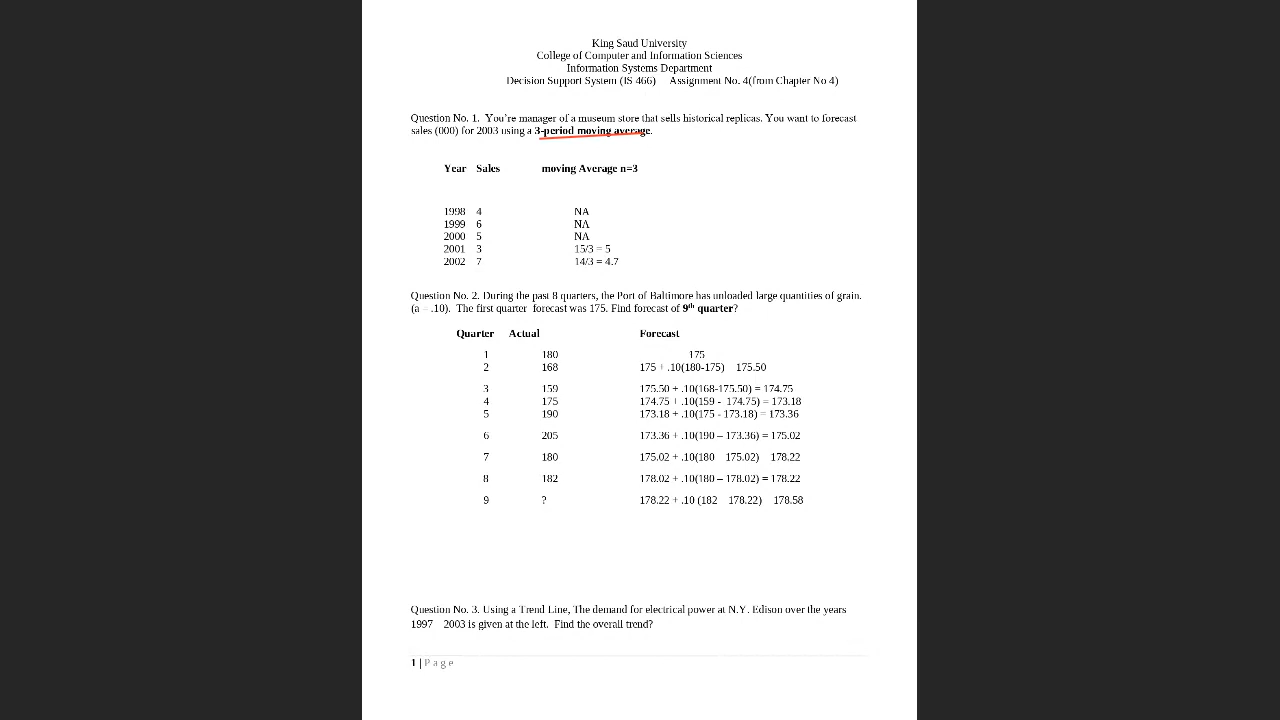 King Saud University
College of Computer and Information Sciences
Information Systems Department
Decision Support System (IS 466) Assignment No. 4(from Chapter No 4)
Question No. 1. You're manager of a museum store that sells historical replicas. You want to forecast
sales (000) for 2003 using a 3-period moving average.
Year Sales moving Average n=3
1998 4 NA
1999 6 NA
2000 5 NA
2001 3 15/3 = 5
2002 7 14/3 = 4.7
Question No. 2. During the past 8 quarters, the Port of Baltimore has unloaded large quantities of grain.
(a = .10). The first quarter forecast was 175. Find forecast of 9th quarter?
Quarter Actual Forecast
1 180 175
2 168 175 + .10(180-175) 175.50
3 159 175.50 + .10(168-175.50) = 174.75
4 175 174.75 + .10(159 - 174.75) = 173.18
5 190 173.18 + .10(175 - 173.18) = 173.36
6 205 173.36 + .10(190 – 173.36) = 175.02
7 180 175.02 + .10(180 175.02) 178.22
8 182 178.02 + .10(180 – 178.02) = 178.22
9 ? 178.22 + .10 (182 178.22) 178.58
Question No. 3. Using a Trend Line, The demand for electrical power at N.Y. Edison over the years
1997 2003 is given at the left. Find the overall trend?
1 | Page